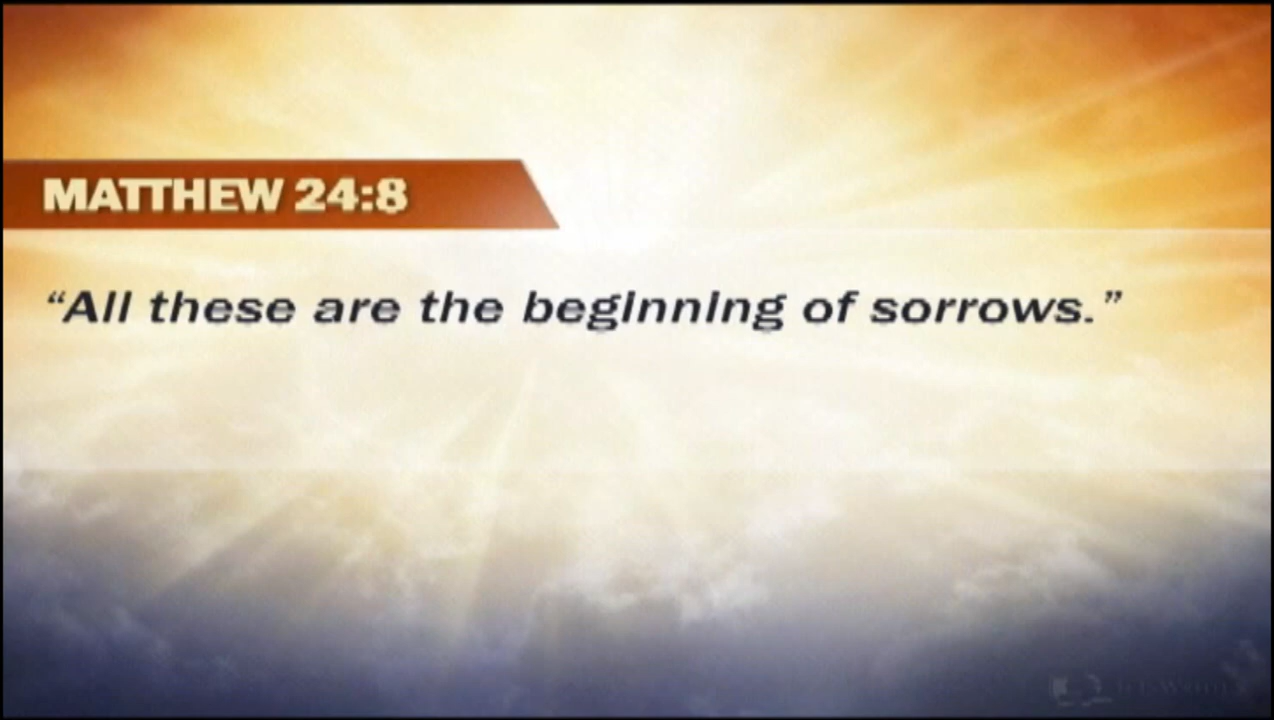 MATTHEW 24:8
“All these are the beginning of sorrows.”